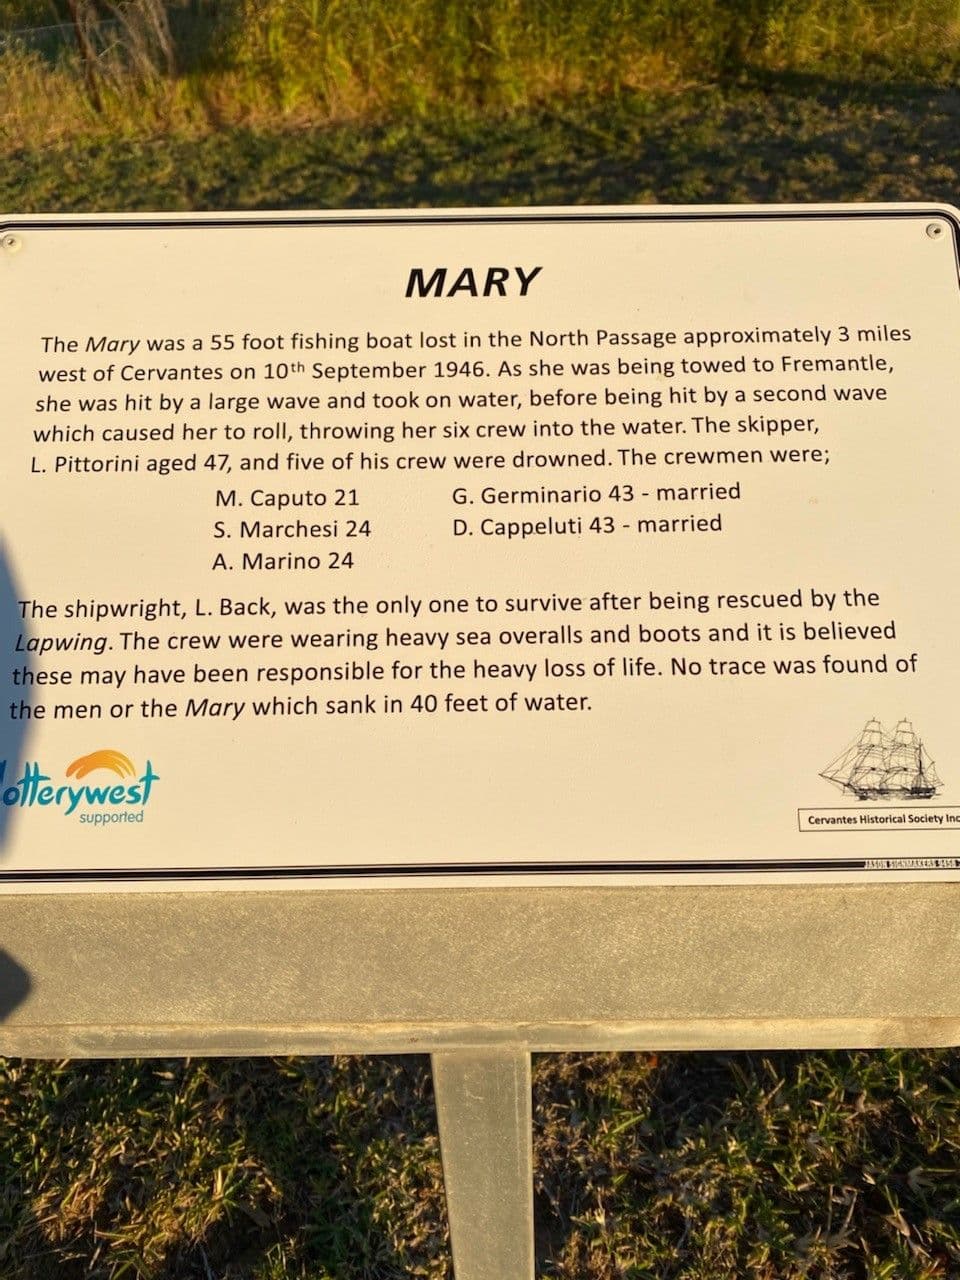 MARY
The Mary was a 55 foot fishing boat lost in the North Passage approximately 3 miles
west of Cervantes on 10th September 1946. As she was being towed to Fremantle,
she was hit by a large wave and took on water, before being hit by a second wave
which caused her to roll, throwing her six crew into the water. The skipper,
L. Pittorini aged 47, and five of his crew were drowned. The crewmen were;
M. Caputo 21 G. Germinario 43 - married
S. Marchesi 24 D. Cappeluti 43 - married
A. Marino 24
The shipwright, L. Back, was the only one to survive after being rescued by the
Lapwing. The crew were wearing heavy sea overalls and boots and it is believed
these may have been responsible for the heavy loss of life. No trace was found of
the men or the Mary which sank in 40 feet of water.
lotterywest
supported
Cervantes Historical Society Inc
JASON SIGNMAKERS